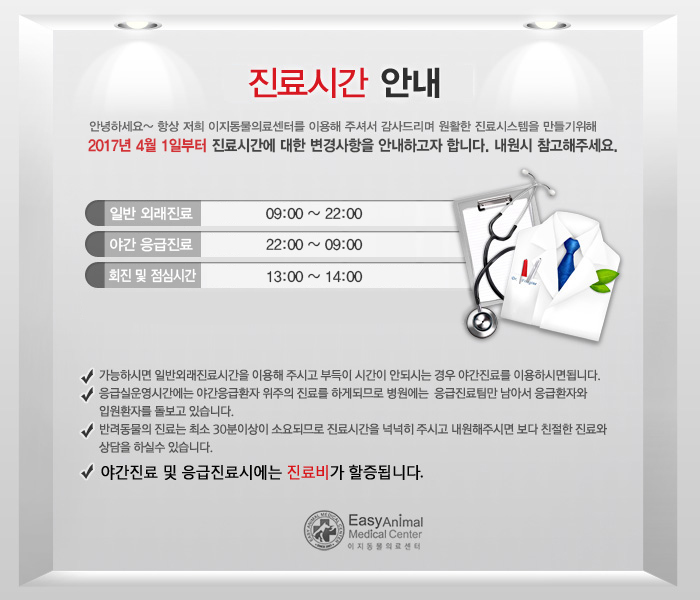 진료시간 안내
안녕하세요~ 항상 저희 이지동물의료센터를 이용해 주셔서 감사드리며 원활한 진료시스템을 만들기위해
2017년 4월 1일부터 진료시간에 대한 변경사항을 안내하고자 합니다. 내원시 참고해주세요.
일반 외래진료 09:00 ~ 22:00
야간 응급진료 22:00 ~ 09:00
회진 및 점심시간 13:00 ~ 14:00
가능하시면 일반외래진료시간을 이용해 주시고 부득이 시간이 안되시는 경우 야간진료를 이용하시면됩니다.
응급실운영시간에는 야간응급환자 위주의 진료를 하게되므로 병원에는 응급진료팀만 남아서 응급환자와
입원환자를 돌보고 있습니다.
반려동물의 진료는 최소 30분이상이 소요되므로 진료시간을 넉넉히 주시고 내원해주시면 보다 친절한 진료와
상담을 하실수 있습니다.
야간진료 및 응급진료시에는 진료비가 할증됩니다.
EasyAnimal
Medical Center
이지동물의료센터